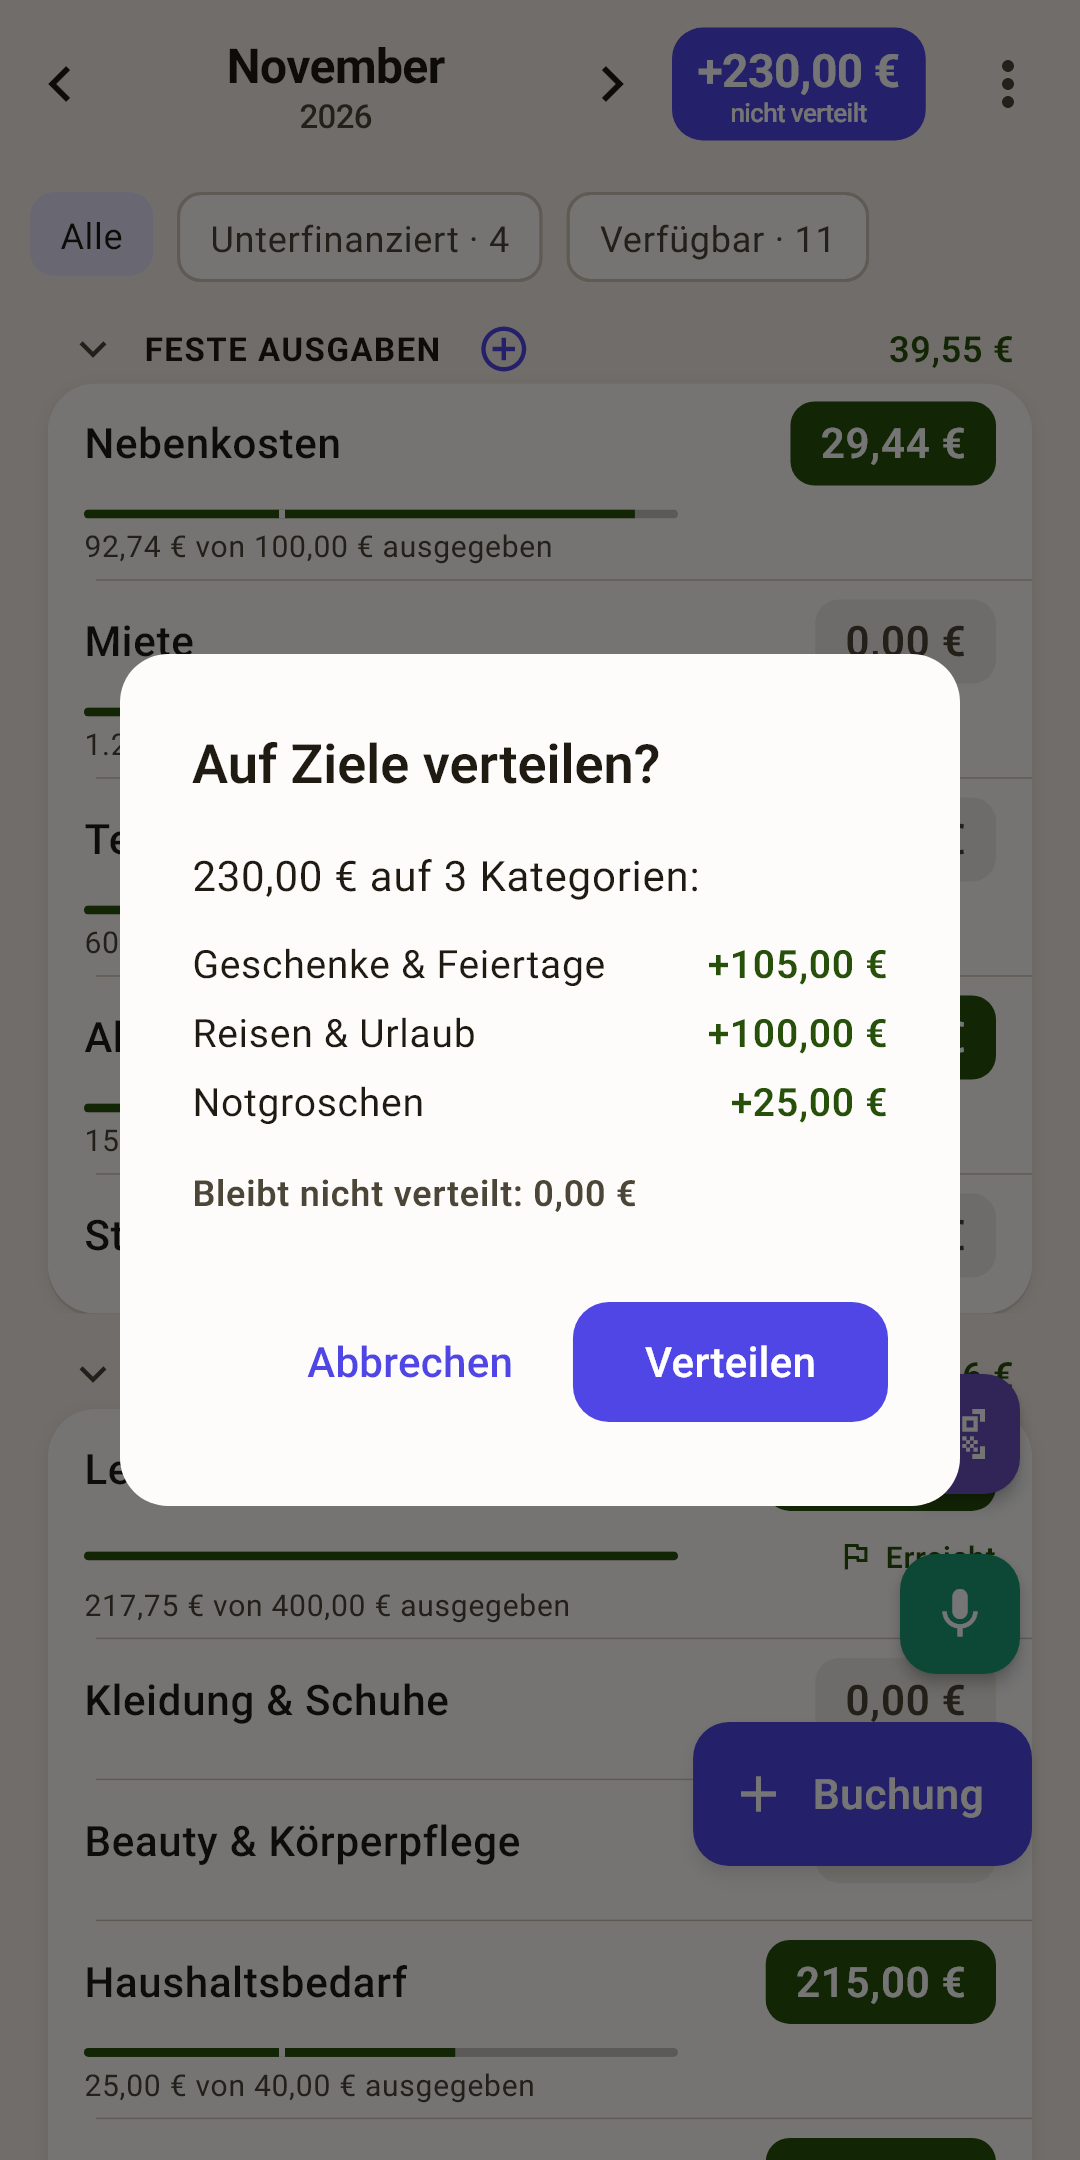 November
2026
+230,00 €
nicht verteilt
Alle
Unterfinanziert · 4
Verfügbar · 11
FESTE AUSGABEN
39,55 €
Nebenkosten
29,44 €
92,74 € von 100,00 € ausgegeben
Miete
0,00 €
Auf Ziele verteilen?
230,00 € auf 3 Kategorien:
Geschenke & Feiertage +105,00 €
Reisen & Urlaub +100,00 €
Notgroschen +25,00 €
Bleibt nicht verteilt: 0,00 €
Abbrechen
Verteilen
217,75 € von 400,00 € ausgegeben
Kleidung & Schuhe
0,00 €
Buchung
Beauty & Körperpflege
Haushaltsbedarf
215,00 €
25,00 € von 40,00 € ausgegeben